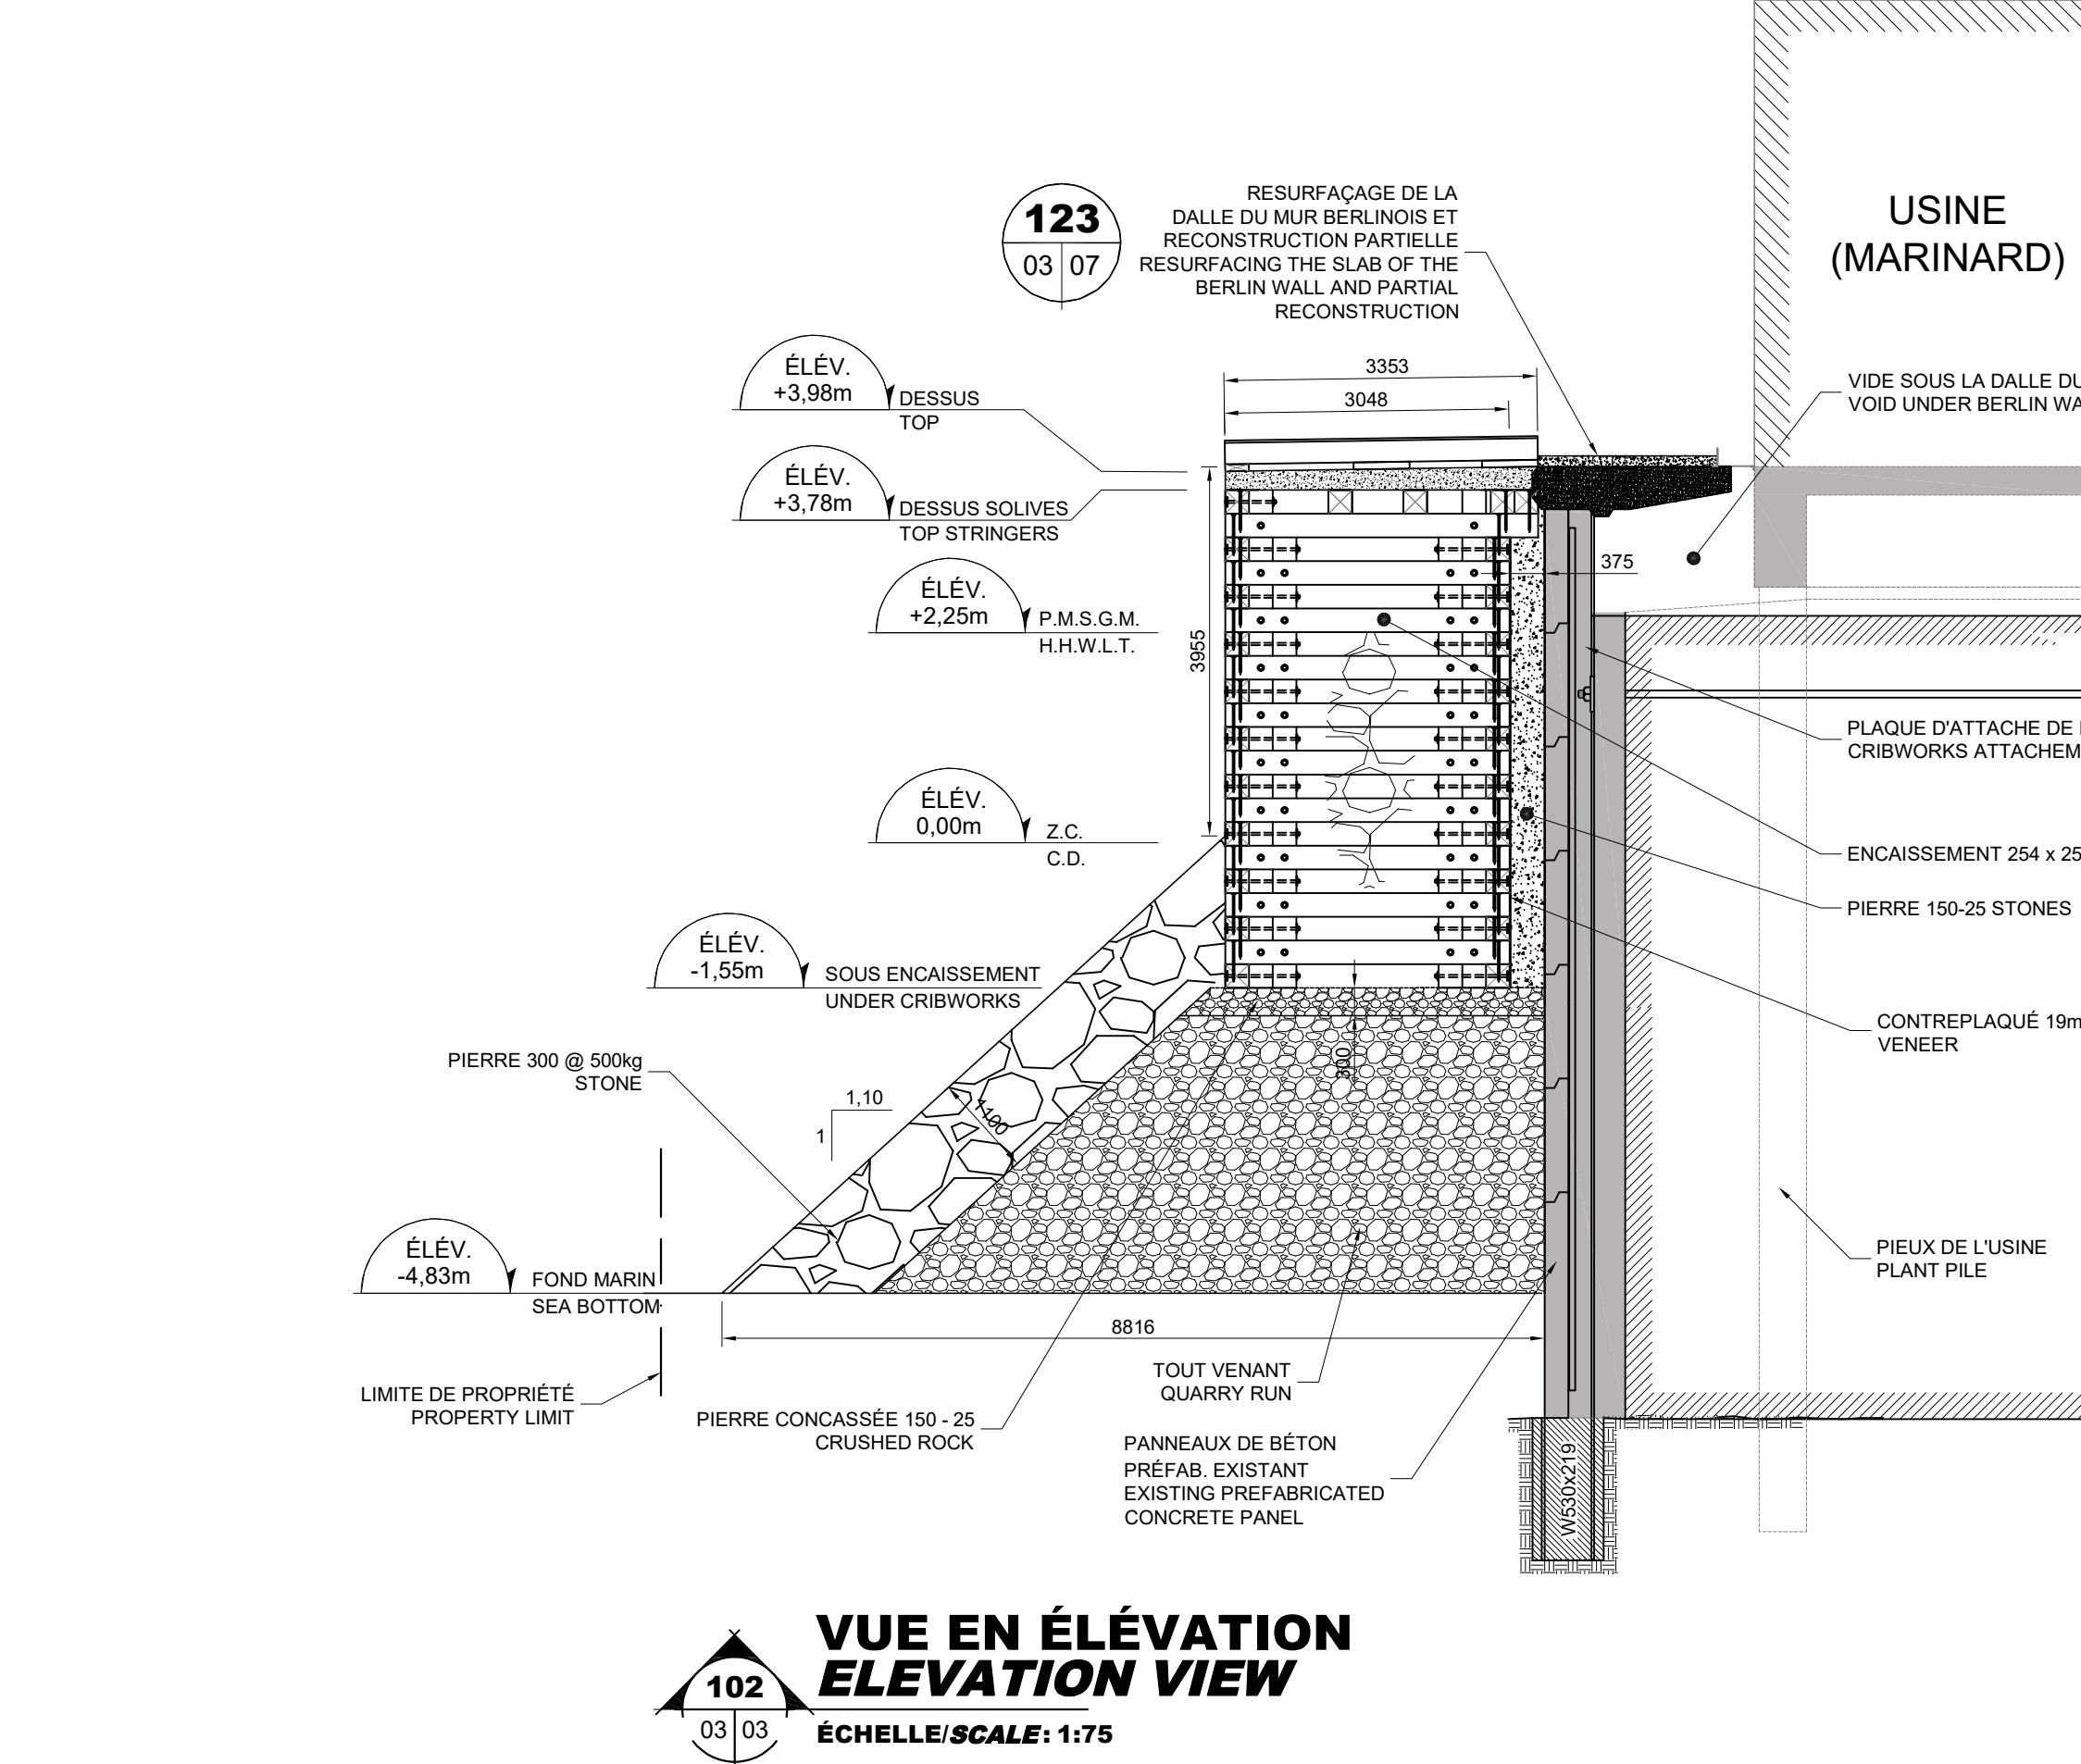 USINE
(MARINARD)
123
03 07
RESURFAÇAGE DE LA
DALLE DU MUR BERLINOIS ET
RECONSTRUCTION PARTIELLE
RESURFACING THE SLAB OF THE
BERLIN WALL AND PARTIAL
RECONSTRUCTION
3353
3048
ÉLÉV.
+3,98m
DESSUS
TOP
VIDE SOUS LA DALLE DU
VOID UNDER BERLIN WA
ÉLÉV.
+3,78m
DESSUS SOLIVES
TOP STRINGERS
375
ÉLÉV.
+2,25m
P.M.S.G.M.
H.H.W.L.T.
3955
PLAQUE D'ATTACHE DE
CRIBWORKS ATTACHEM
ÉLÉV.
0,00m
Z.C.
C.D.
ENCAISSEMENT 254 x 25
PIERRE 150-25 STONES
ÉLÉV.
-1,55m
SOUS ENCAISSEMENT
UNDER CRIBWORKS
CONTREPLAQUÉ 19m
VENEER
300
PIERRE 300 @ 500kg
STONE
1,10
1
1100
ÉLÉV.
-4,83m
FOND MARIN
SEA BOTTOM
PIEUX DE L'USINE
PLANT PILE
8816
LIMITE DE PROPRIÉTÉ
PROPERTY LIMIT
TOUT VENANT
QUARRY RUN
PIERRE CONCASSÉE 150 - 25
CRUSHED ROCK
PANNEAUX DE BÉTON
PRÉFAB. EXISTANT
EXISTING PREFABRICATED
CONCRETE PANEL
W530x219
VUE EN ÉLÉVATION
ELEVATION VIEW
102
03 03
ÉCHELLE/SCALE: 1:75